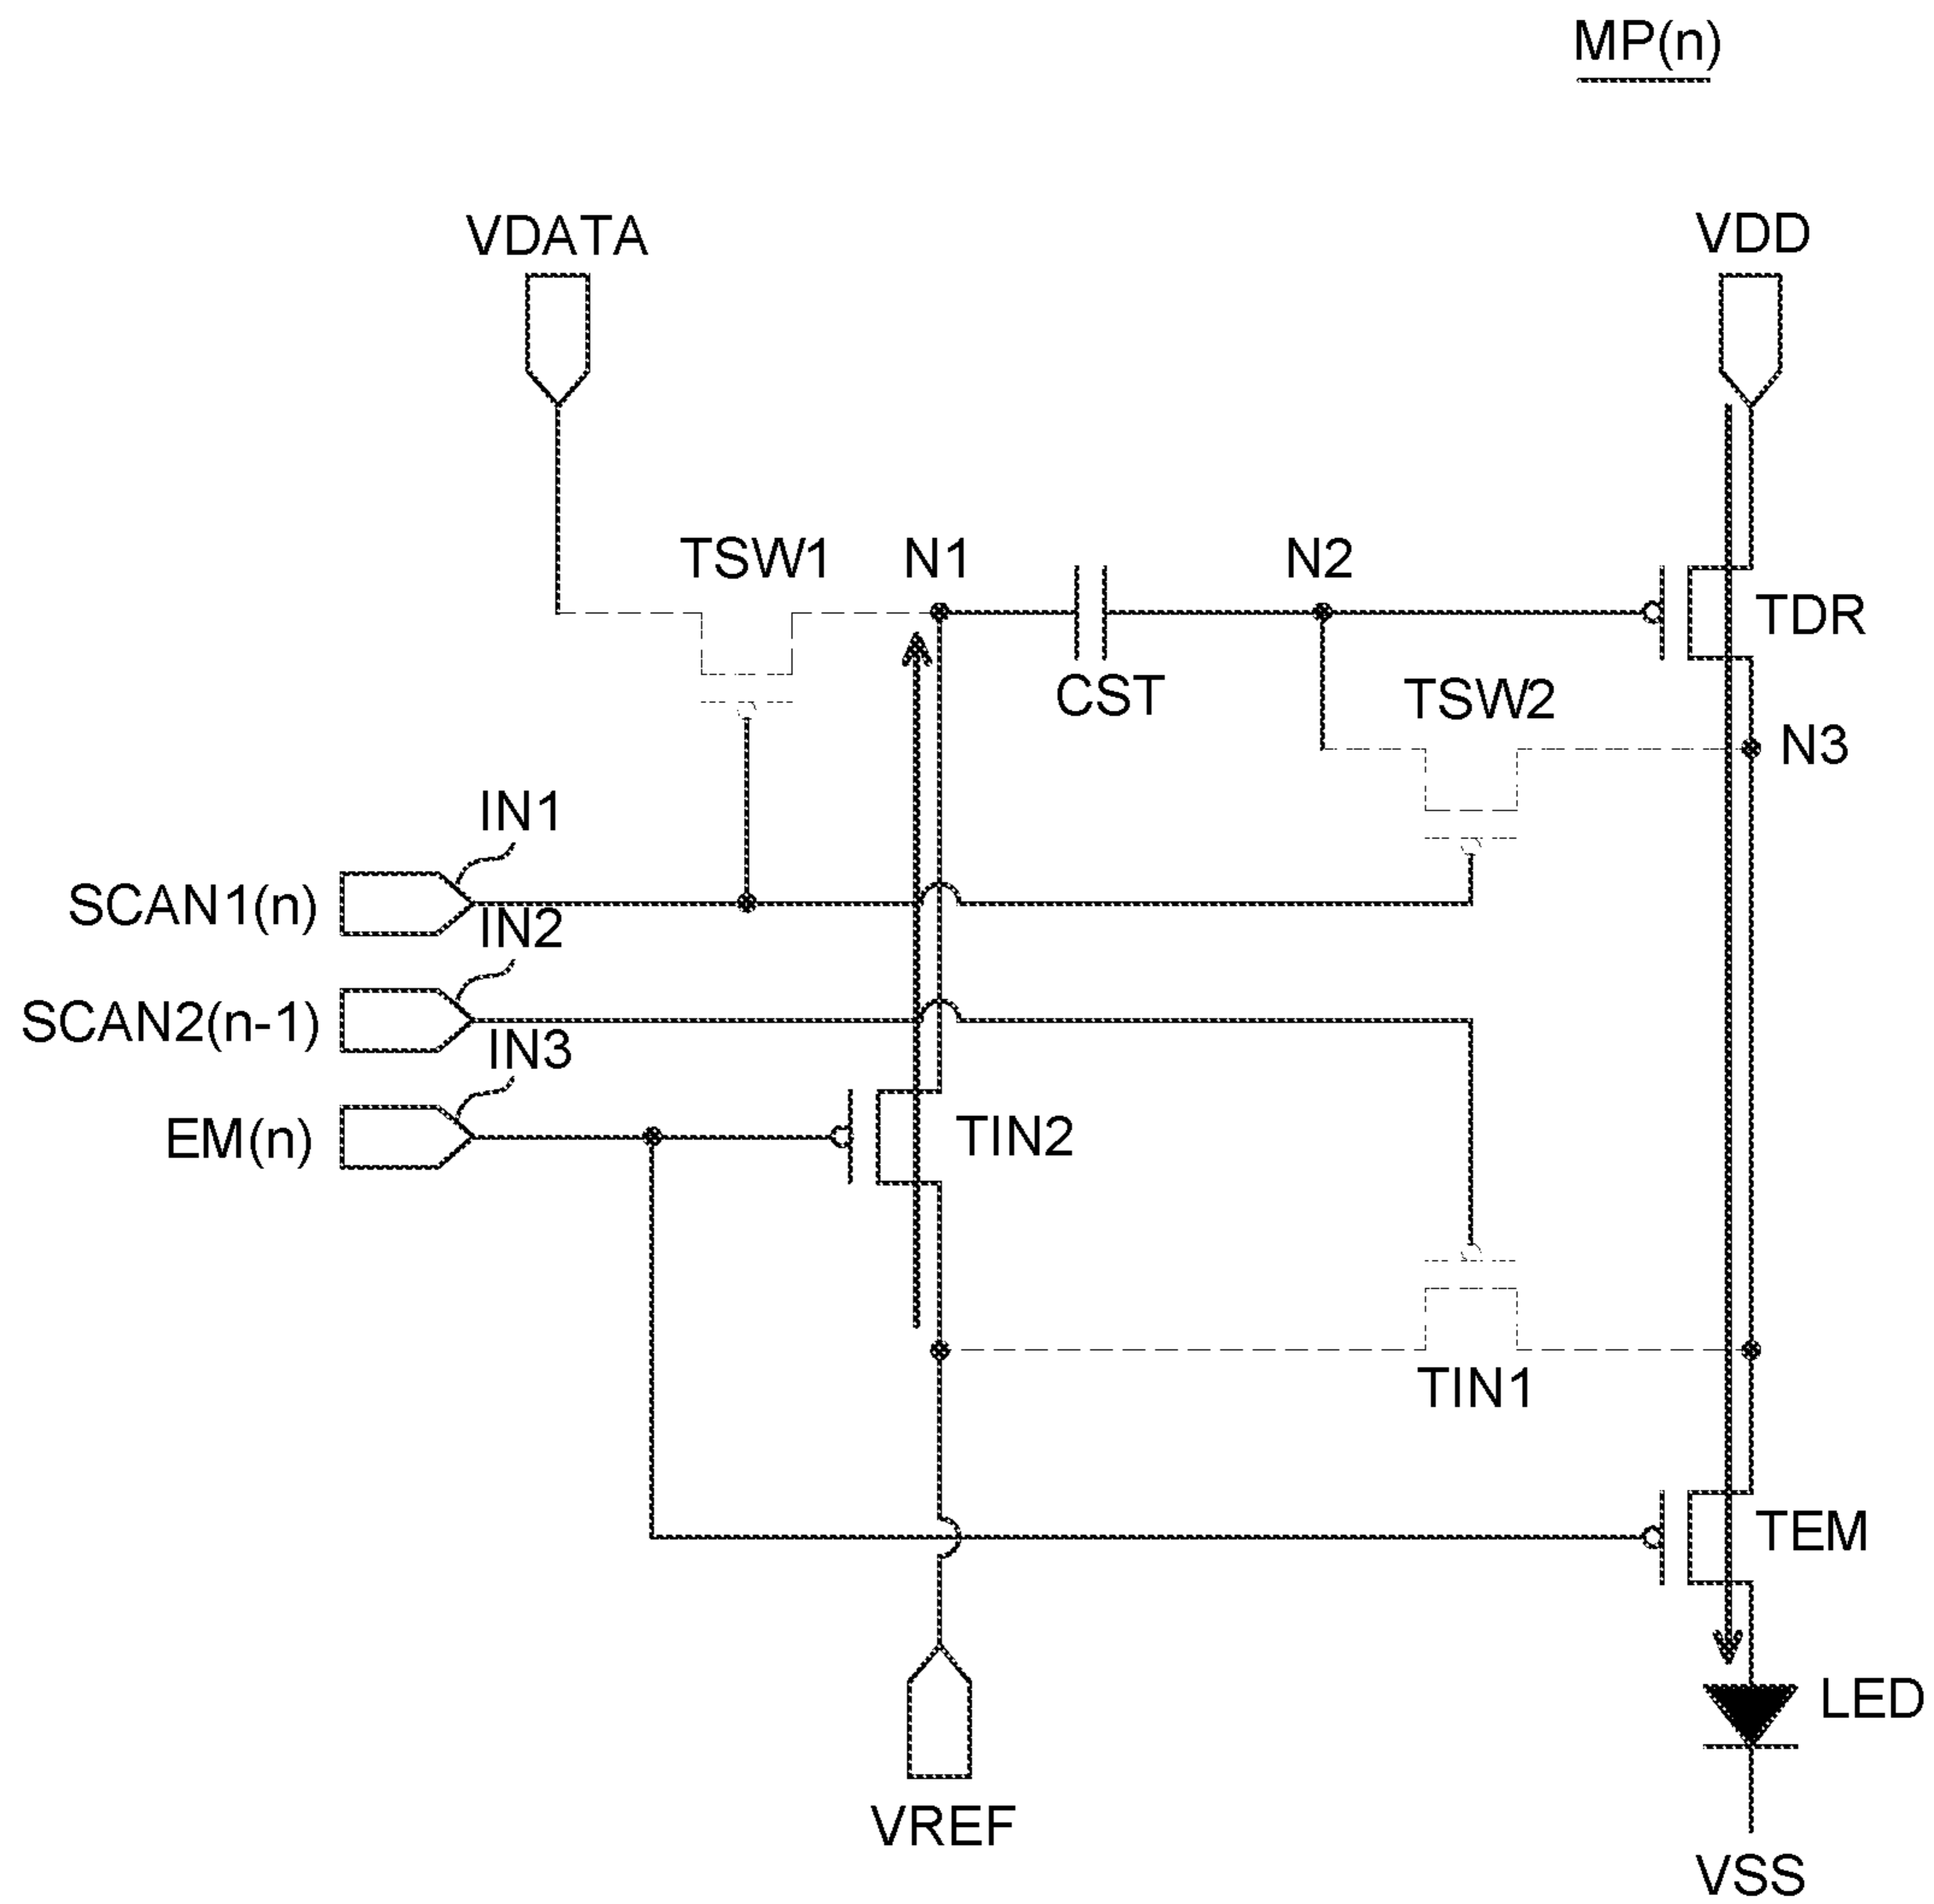 MP(n)
VDATA
VDD
TSW1
N1
N2
TDR
CST
TSW2
N3
IN1
SCAN1(n)
IN2
SCAN2(n-1)
IN3
EM(n)
TIN2
TIN1
TEM
LED
VREF
VSS